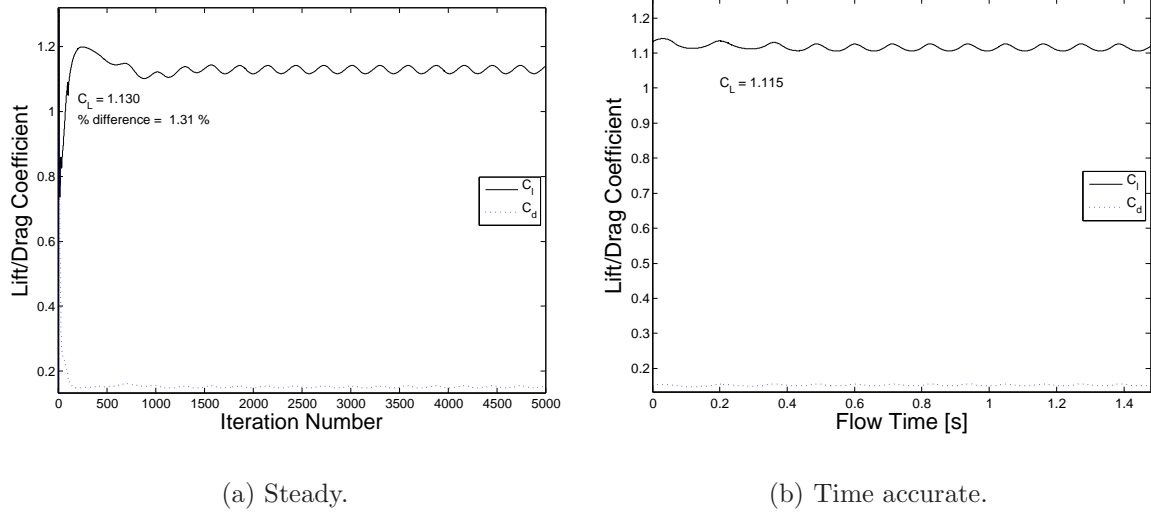 1.2
1
0.8
0.6
0.4
0.2
Lift/Drag Coefficient
C_L = 1.130
% difference = 1.31 %
C_l
C_d
0 500 1000 1500 2000 2500 3000 3500 4000 4500 5000
Iteration Number
(a) Steady.
1.2
1.1
1
0.9
0.8
0.7
0.6
0.5
0.4
0.3
0.2
Lift/Drag Coefficient
C_L = 1.115
C_l
C_d
0 0.2 0.4 0.6 0.8 1 1.2 1.4
Flow Time [s]
(b) Time accurate.